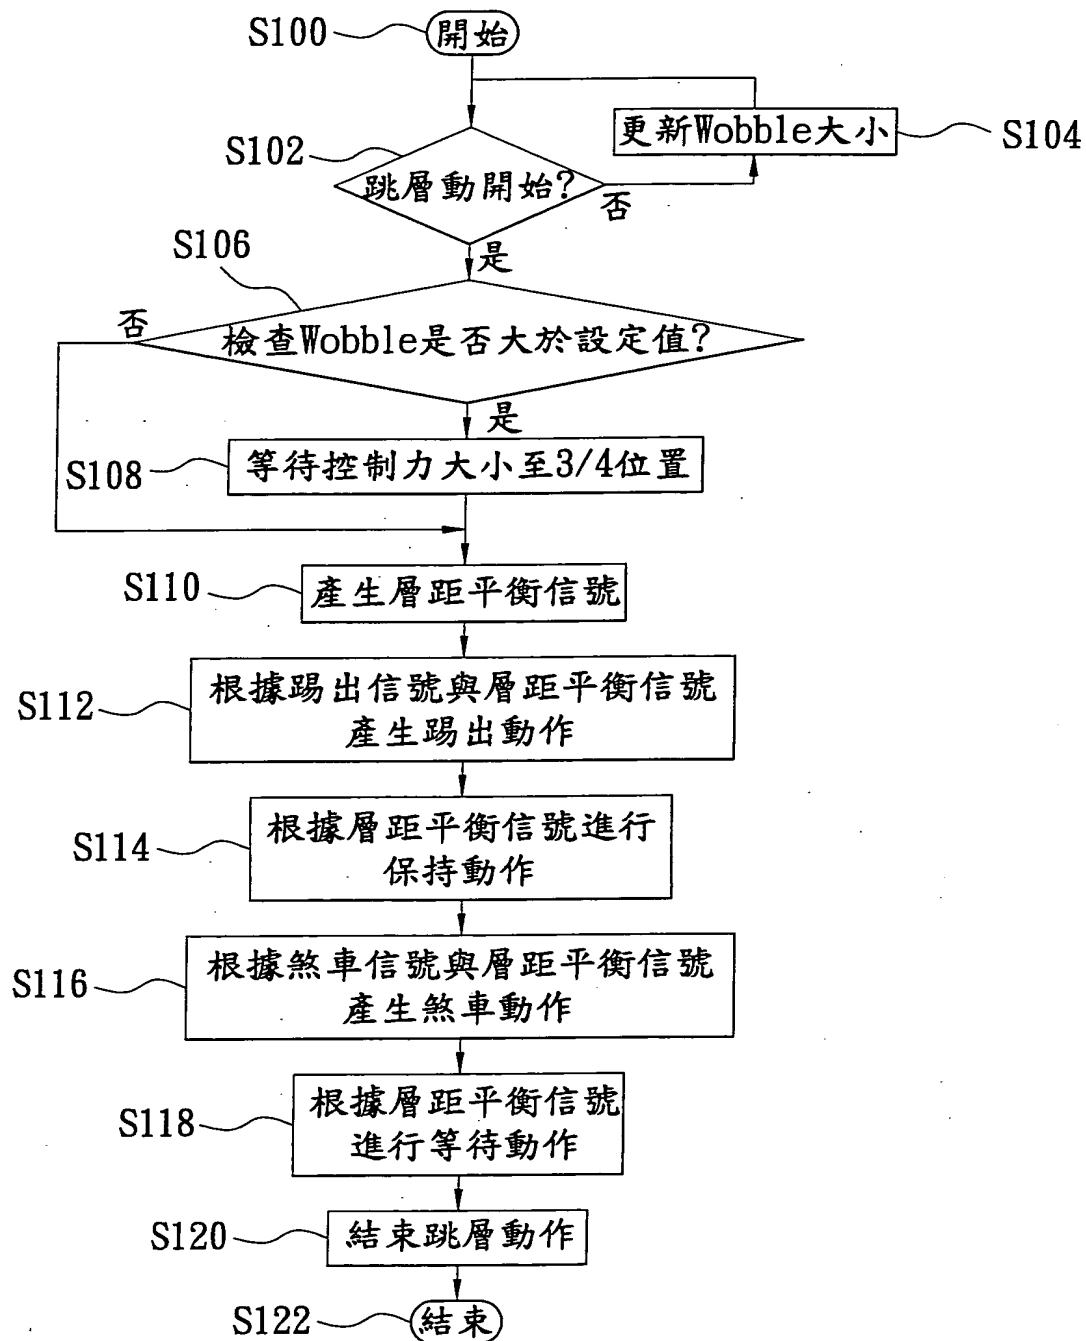 S100
開始
更新Wobble大小
S104
S102
跳層動開始?
否
是
S106
否
檢查Wobble是否大於設定值?
是
S108
等待控制力大小至3/4位置
S110
產生層距平衡信號
S112
根據踢出信號與層距平衡信號
產生踢出動作
S114
根據層距平衡信號進行
保持動作
S116
根據煞車信號與層距平衡信號
產生煞車動作
S118
根據層距平衡信號
進行等待動作
S120
結束跳層動作
S122
結束